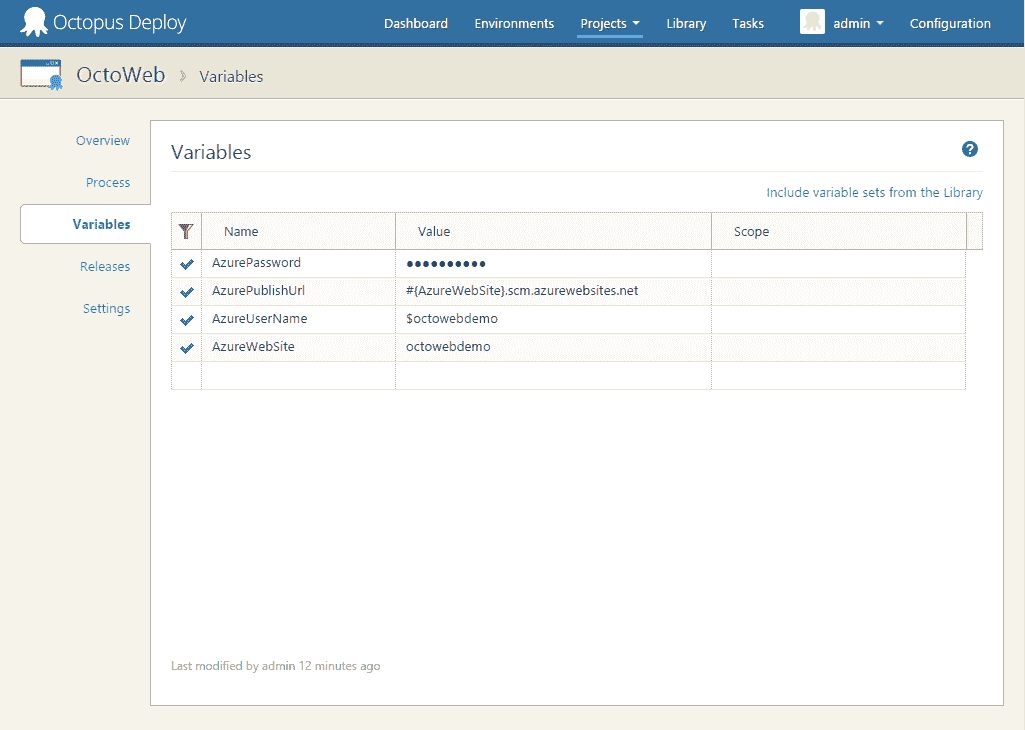 Octopus Deploy Dashboard Environments Projects Library Tasks admin Configuration
OctoWeb Variables
Overview
Process
Variables
Releases
Settings
Variables
?
Include variable sets from the Library
Name Value Scope
AzurePassword ●●●●●●●●●●
AzurePublishUrl #{AzureWebSite}.scm.azurewebsites.net
AzureUserName $octowebdemo
AzureWebSite octowebdemo
Last modified by admin 12 minutes ago